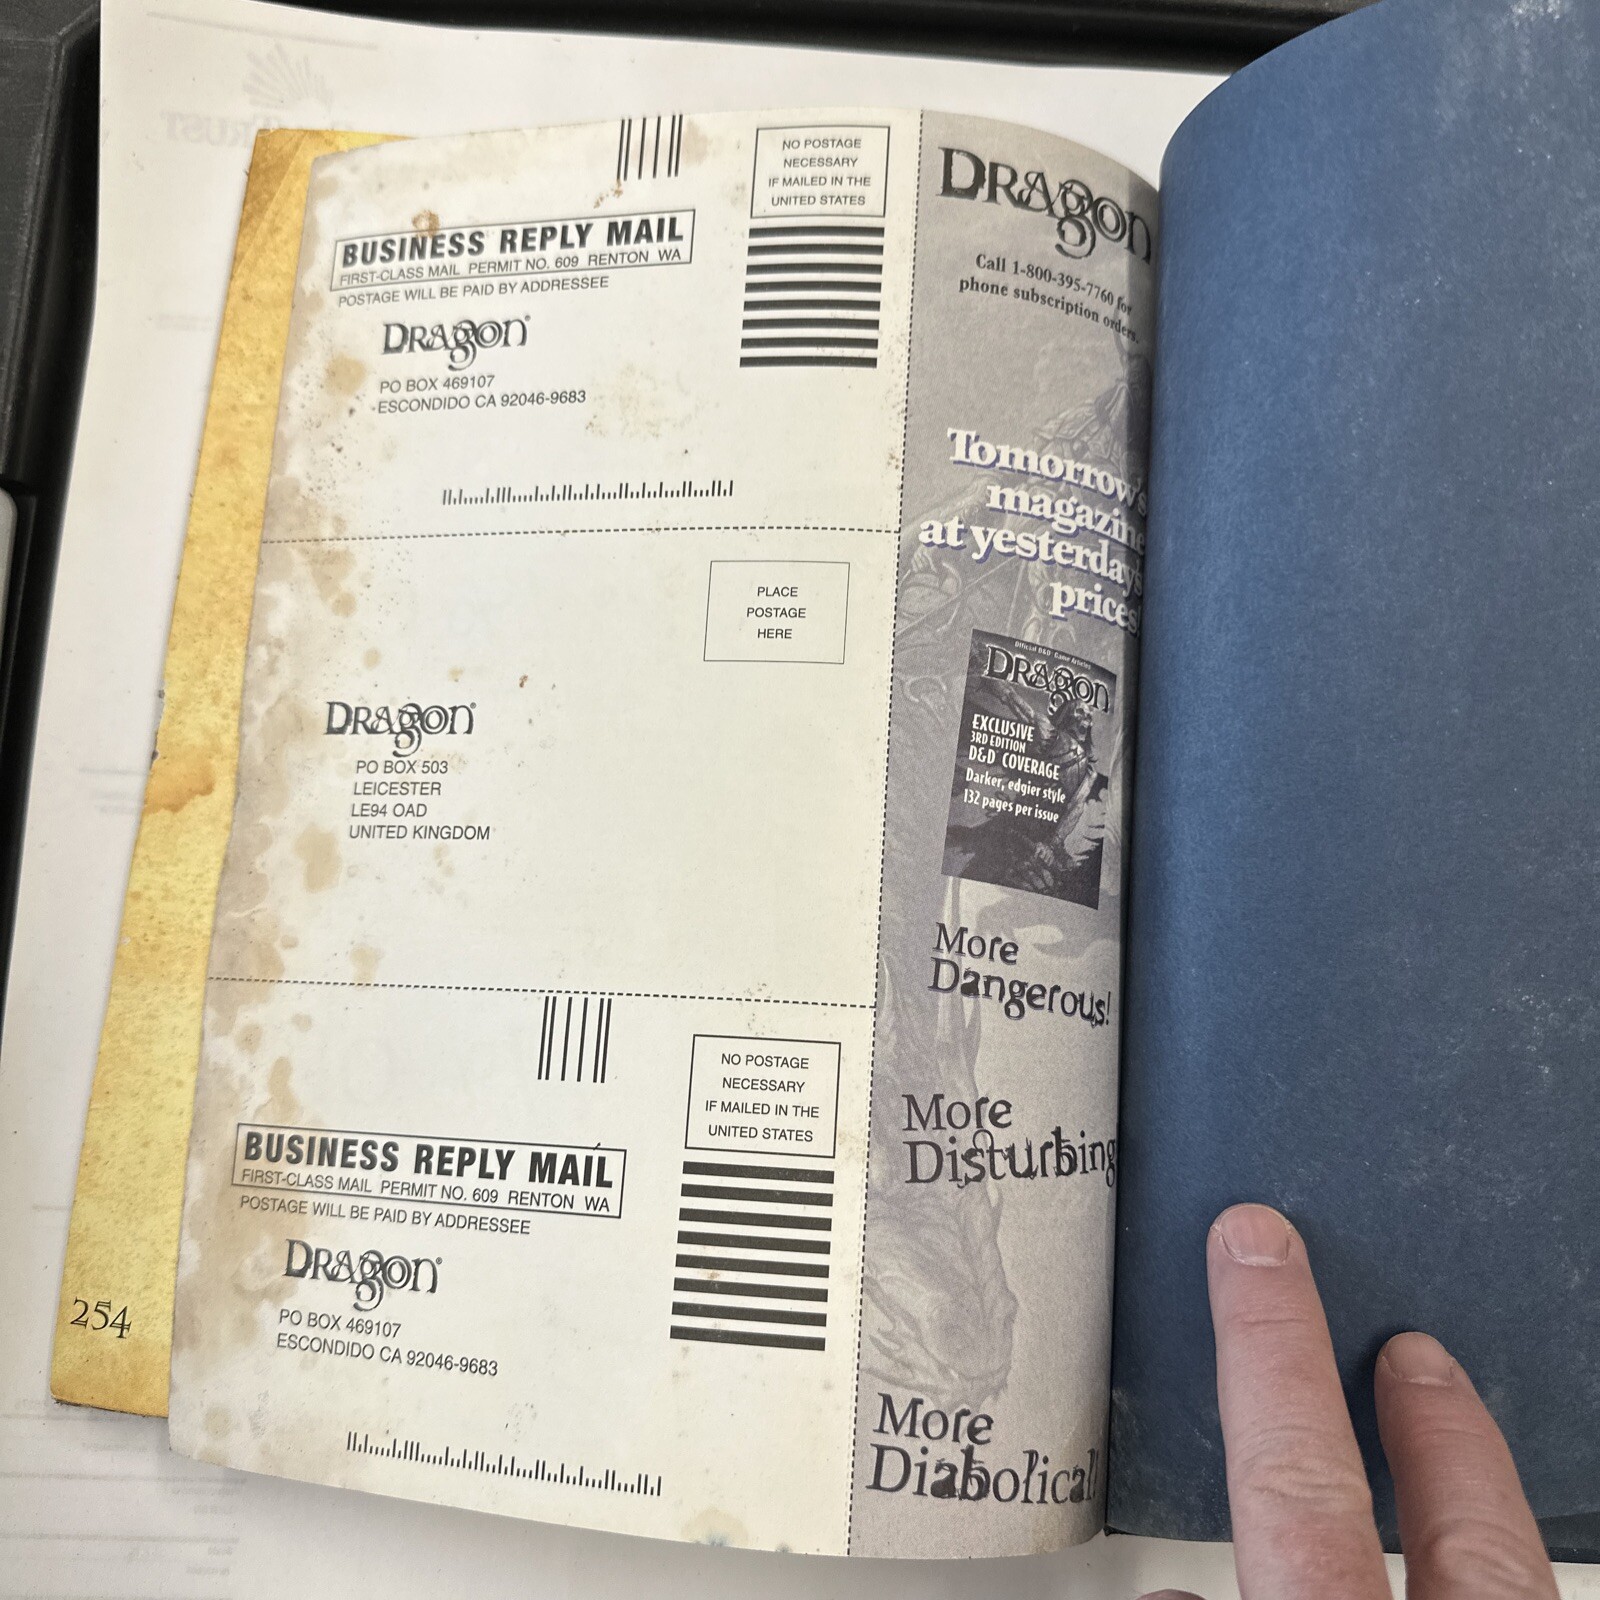 NO POSTAGE
NECESSARY
IF MAILED IN THE
UNITED STATES
BUSINESS REPLY MAIL
FIRST-CLASS MAIL PERMIT NO. 609 RENTON WA
POSTAGE WILL BE PAID BY ADDRESSEE
DRAGON®
PO BOX 469107
ESCONDIDO CA 92046-9683
PLACE
POSTAGE
HERE
DRAGON®
PO BOX 503
LEICESTER
LE94 OAD
UNITED KINGDOM
NO POSTAGE
NECESSARY
IF MAILED IN THE
UNITED STATES
BUSINESS REPLY MAIL
FIRST-CLASS MAIL PERMIT NO. 609 RENTON WA
POSTAGE WILL BE PAID BY ADDRESSEE
DRAGON®
PO BOX 469107
ESCONDIDO CA 92046-9683
254
DRAGON
Call 1-800-395-7760 for
phone subscription orders.
Tomorrow's
magazine
at yesterday's
prices!
Official D&D Game Articles
DRAGON
EXCLUSIVE
3RD EDITION
D&D COVERAGE
Darker, edgier style
132 pages per issue
More
Dangerous!
More
Disturbing
More
Diabolical!